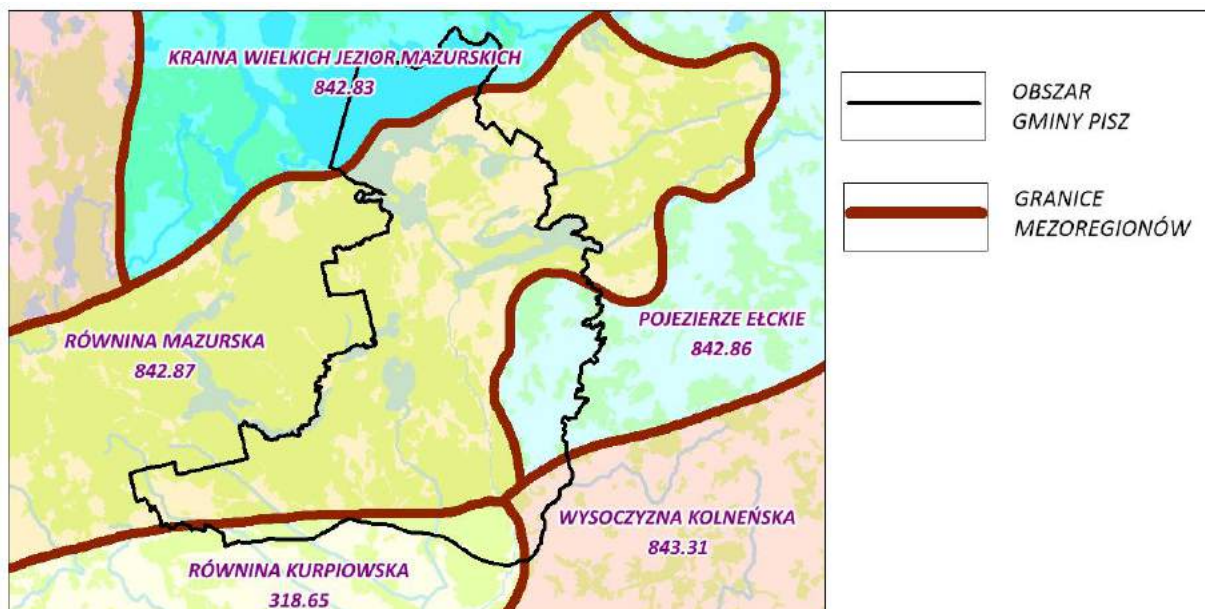 KRAINA WIELKICH JEZIOR MAZURSKICH
842.83
OBSZAR
GMINY PISZ
GRANICE
MEZOREGIONÓW
RÓWNINA MAZURSKA
842.87
POJEZIERZE EŁCKIE
842.86
WYSOCZYZNA KOLNEŃSKA
843.31
RÓWNINA KURPIOWSKA
318.65